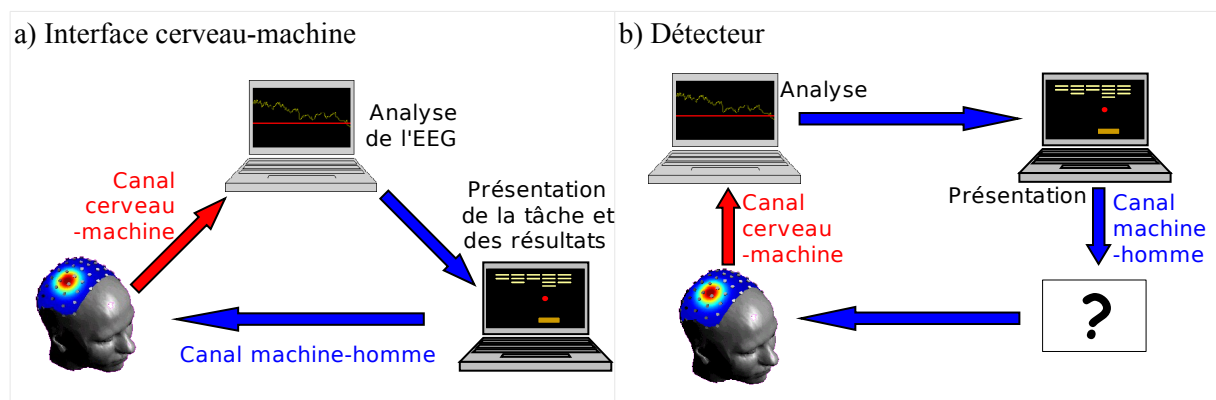 a) Interface cerveau-machine
Analyse
de l'EEG
Canal
cerveau
-machine
Présentation
de la tâche et
des résultats
Canal machine-homme
b) Détecteur
Analyse
Présentation
Canal
cerveau
-machine
Canal
machine
-homme
?